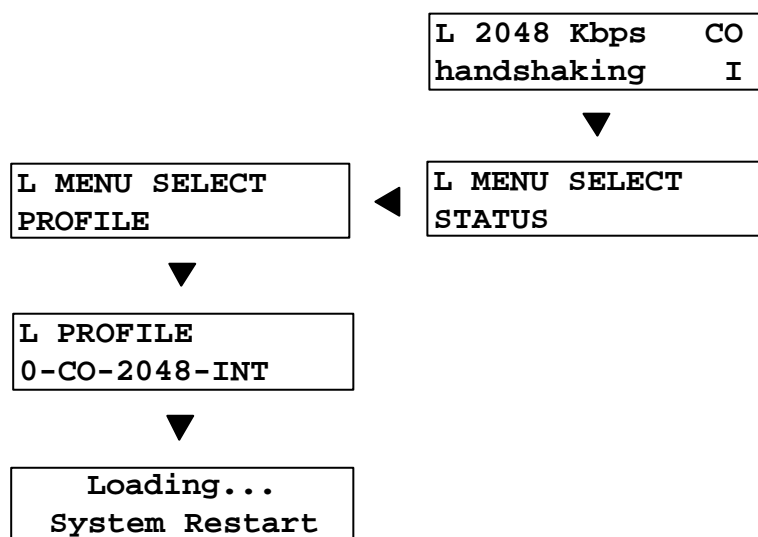 L 2048 Kbps CO
handshaking I
L MENU SELECT
STATUS
L MENU SELECT
PROFILE
L PROFILE
0-CO-2048-INT
Loading...
System Restart